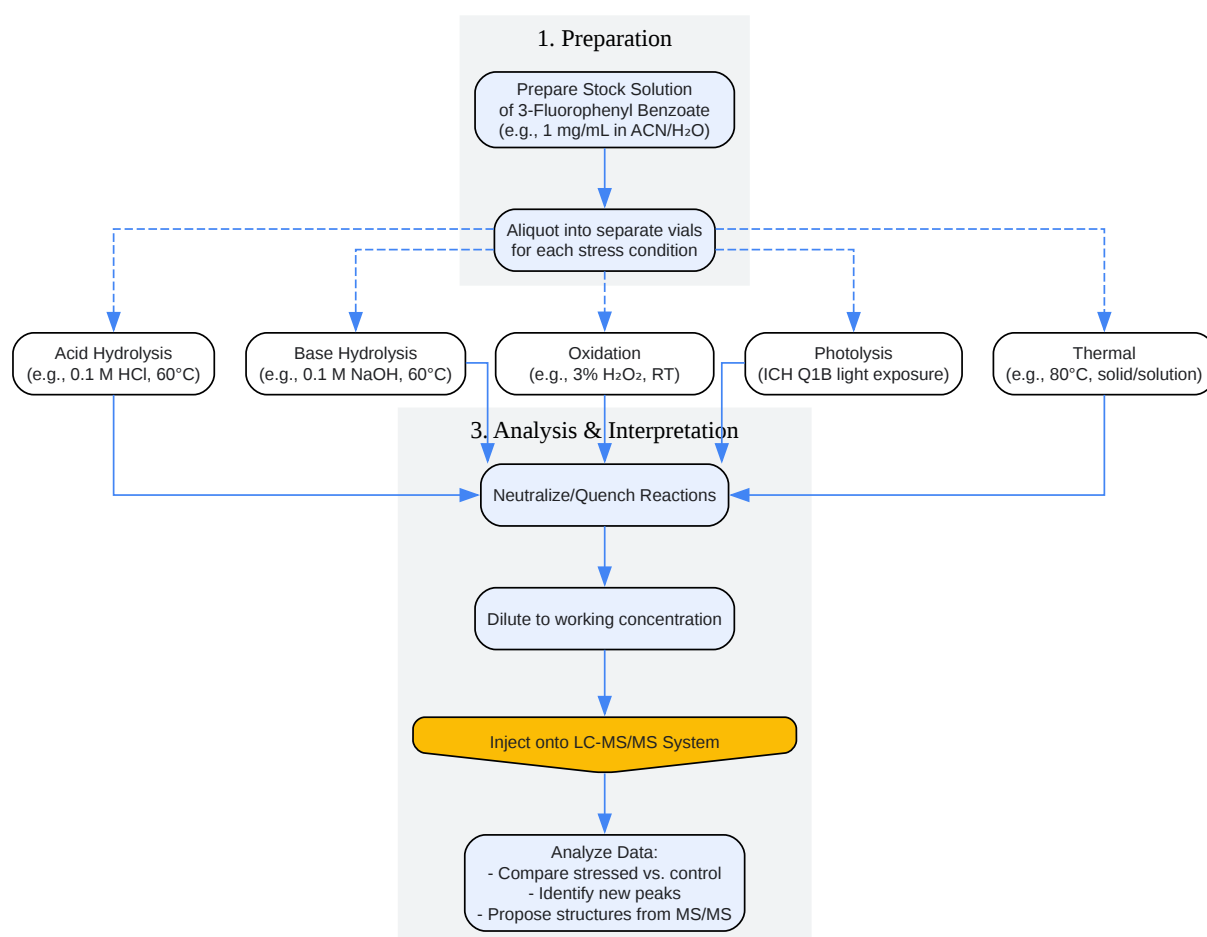 1. Preparation
Prepare Stock Solution
of 3-Fluorophenyl Benzoate
(e.g., 1 mg/mL in ACN/H₂O)
Aliquot into separate vials
for each stress condition
Acid Hydrolysis
(e.g., 0.1 M HCl, 60°C)
Base Hydrolysis
(e.g., 0.1 M NaOH, 60°C)
Oxidation
(e.g., 3% H₂O₂, RT)
Photolysis
(ICH Q1B light exposure)
Thermal
(e.g., 80°C, solid/solution)
3. Analysis & Interpretation
Neutralize/Quench Reactions
Dilute to working concentration
Inject onto LC-MS/MS System
Analyze Data:
- Compare stressed vs. control
- Identify new peaks
- Propose structures from MS/MS